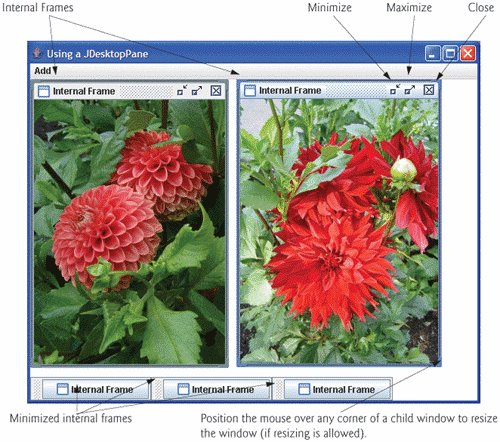 Internal Frames
Minimize
Maximize
Close
Using a JDesktopPane
Add
Internal Frame
Internal Frame
Internal Frame
Internal Frame
Internal Frame
Minimized internal frames
Position the mouse over any corner of a child window to resize
the window (if resizing is allowed).